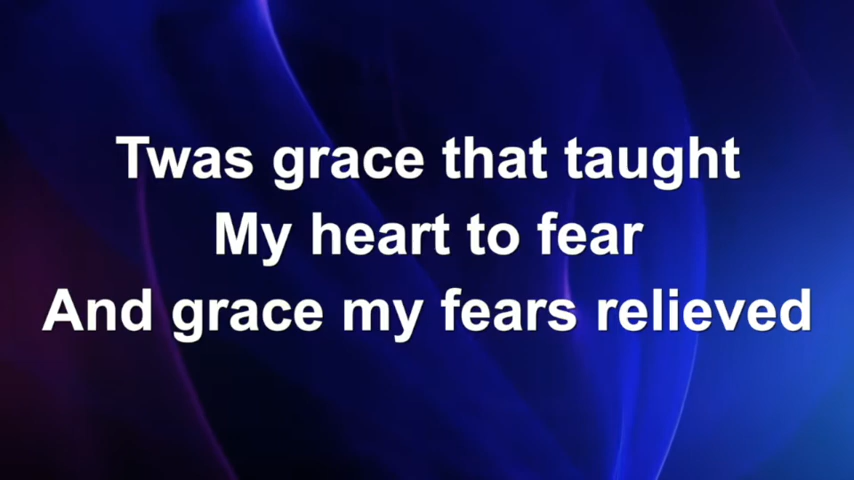 Twas grace that taught
My heart to fear
And grace my fears relieved